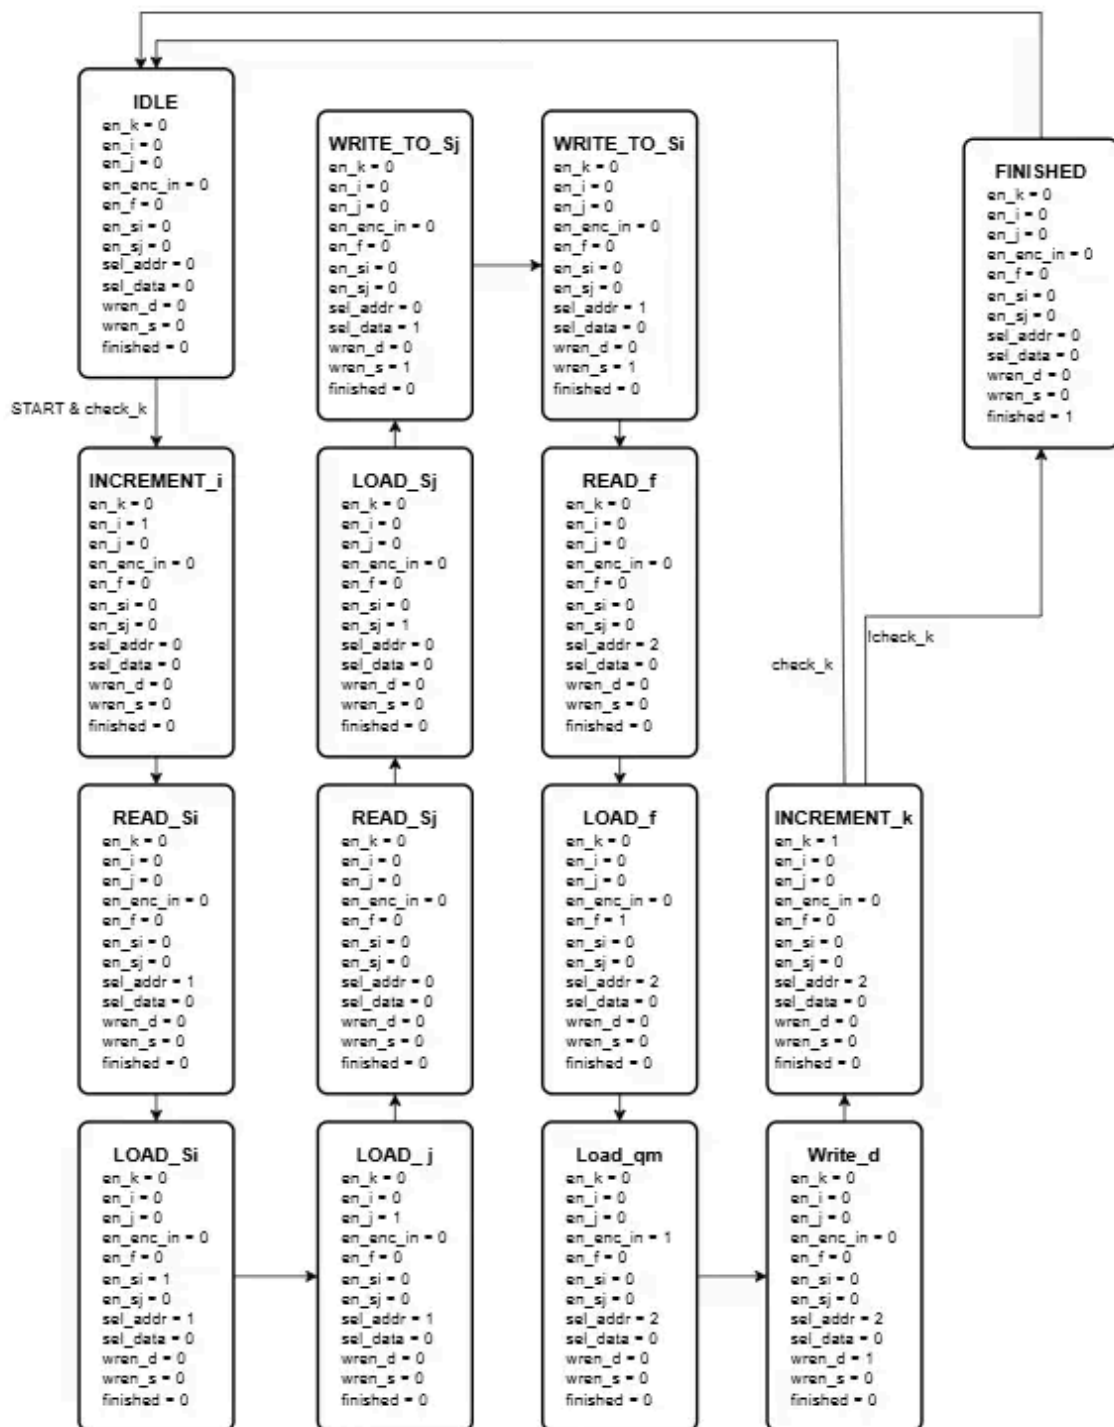 IDLE
en_k = 0
en_i = 0
en_j = 0
en_enc_in = 0
en_f = 0
en_si = 0
en_sj = 0
sel_addr = 0
sel_data = 0
wren_d = 0
wren_s = 0
finished = 0
START & check_k
INCREMENT_i
en_k = 0
en_i = 1
en_j = 0
en_enc_in = 0
en_f = 0
en_si = 0
en_sj = 0
sel_addr = 0
sel_data = 0
wren_d = 0
wren_s = 0
finished = 0
READ_Si
en_k = 0
en_i = 0
en_j = 0
en_enc_in = 0
en_f = 0
en_si = 0
en_sj = 0
sel_addr = 1
sel_data = 0
wren_d = 0
wren_s = 0
finished = 0
LOAD_Si
en_k = 0
en_i = 0
en_j = 0
en_enc_in = 0
en_f = 0
en_si = 1
en_sj = 0
sel_addr = 1
sel_data = 0
wren_d = 0
wren_s = 0
finished = 0
LOAD_j
en_k = 0
en_i = 0
en_j = 1
en_enc_in = 0
en_f = 0
en_si = 0
en_sj = 0
sel_addr = 1
sel_data = 0
wren_d = 0
wren_s = 0
finished = 0
READ_Sj
en_k = 0
en_i = 0
en_j = 0
en_enc_in = 0
en_f = 0
en_si = 0
en_sj = 0
sel_addr = 0
sel_data = 0
wren_d = 0
wren_s = 0
finished = 0
LOAD_Sj
en_k = 0
en_i = 0
en_j = 0
en_enc_in = 0
en_f = 0
en_si = 0
en_sj = 1
sel_addr = 0
sel_data = 0
wren_d = 0
wren_s = 0
finished = 0
WRITE_TO_Sj
en_k = 0
en_i = 0
en_j = 0
en_enc_in = 0
en_f = 0
en_si = 0
en_sj = 0
sel_addr = 0
sel_data = 1
wren_d = 0
wren_s = 1
finished = 0
WRITE_TO_Si
en_k = 0
en_i = 0
en_j = 0
en_enc_in = 0
en_f = 0
en_si = 0
en_sj = 0
sel_addr = 1
sel_data = 0
wren_d = 0
wren_s = 1
finished = 0
READ_f
en_k = 0
en_i = 0
en_j = 0
en_enc_in = 0
en_f = 0
en_si = 0
en_sj = 0
sel_addr = 2
sel_data = 0
wren_d = 0
wren_s = 0
finished = 0
LOAD_f
en_k = 0
en_i = 0
en_j = 0
en_enc_in = 0
en_f = 1
en_si = 0
en_sj = 0
sel_addr = 2
sel_data = 0
wren_d = 0
wren_s = 0
finished = 0
Load_qm
en_k = 0
en_i = 0
en_j = 0
en_enc_in = 1
en_f = 0
en_si = 0
en_sj = 0
sel_addr = 2
sel_data = 0
wren_d = 0
wren_s = 0
finished = 0
Write_d
en_k = 0
en_i = 0
en_j = 0
en_enc_in = 0
en_f = 0
en_si = 0
en_sj = 0
sel_addr = 2
sel_data = 0
wren_d = 1
wren_s = 0
finished = 0
INCREMENT_k
en_k = 1
en_i = 0
en_j = 0
en_enc_in = 0
en_f = 0
en_si = 0
en_sj = 0
sel_addr = 2
sel_data = 0
wren_d = 0
wren_s = 0
finished = 0
check_k
!check_k
FINISHED
en_k = 0
en_i = 0
en_j = 0
en_enc_in = 0
en_f = 0
en_si = 0
en_sj = 0
sel_addr = 0
sel_data = 0
wren_d = 0
wren_s = 0
finished = 1